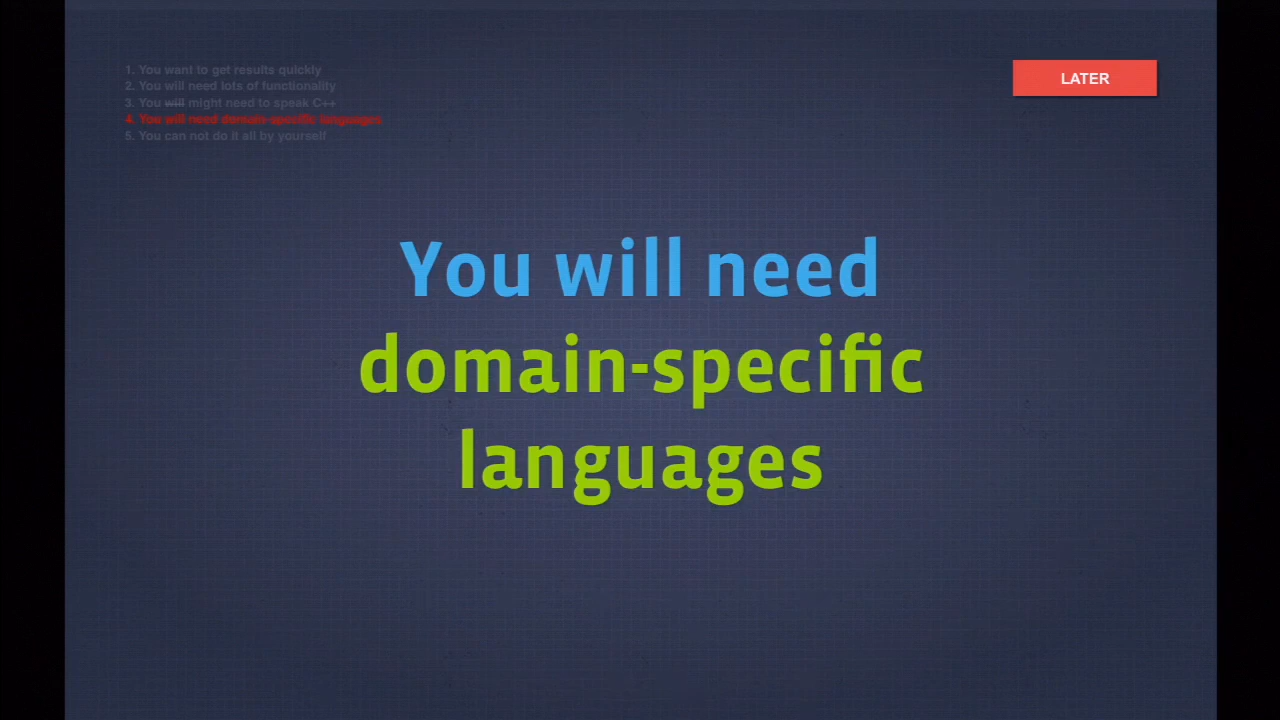 1. You want to get results quickly
2. You will need lots of functionality
3. You will might need to speak C++
4. You will need domain-specific languages
5. You can not do it all by yourself
LATER
You will need
domain-specific
languages